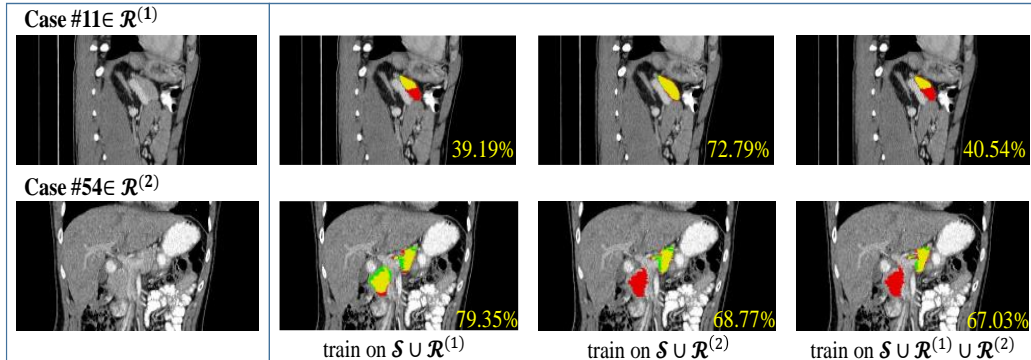 Case #11∈ 𝓡⁽¹⁾
39.19% 72.79% 40.54%
Case #54∈ 𝓡⁽²⁾
79.35% 68.77% 67.03%
train on 𝓢 ∪ 𝓡⁽¹⁾ train on 𝓢 ∪ 𝓡⁽²⁾ train on 𝓢 ∪ 𝓡⁽¹⁾ ∪ 𝓡⁽²⁾